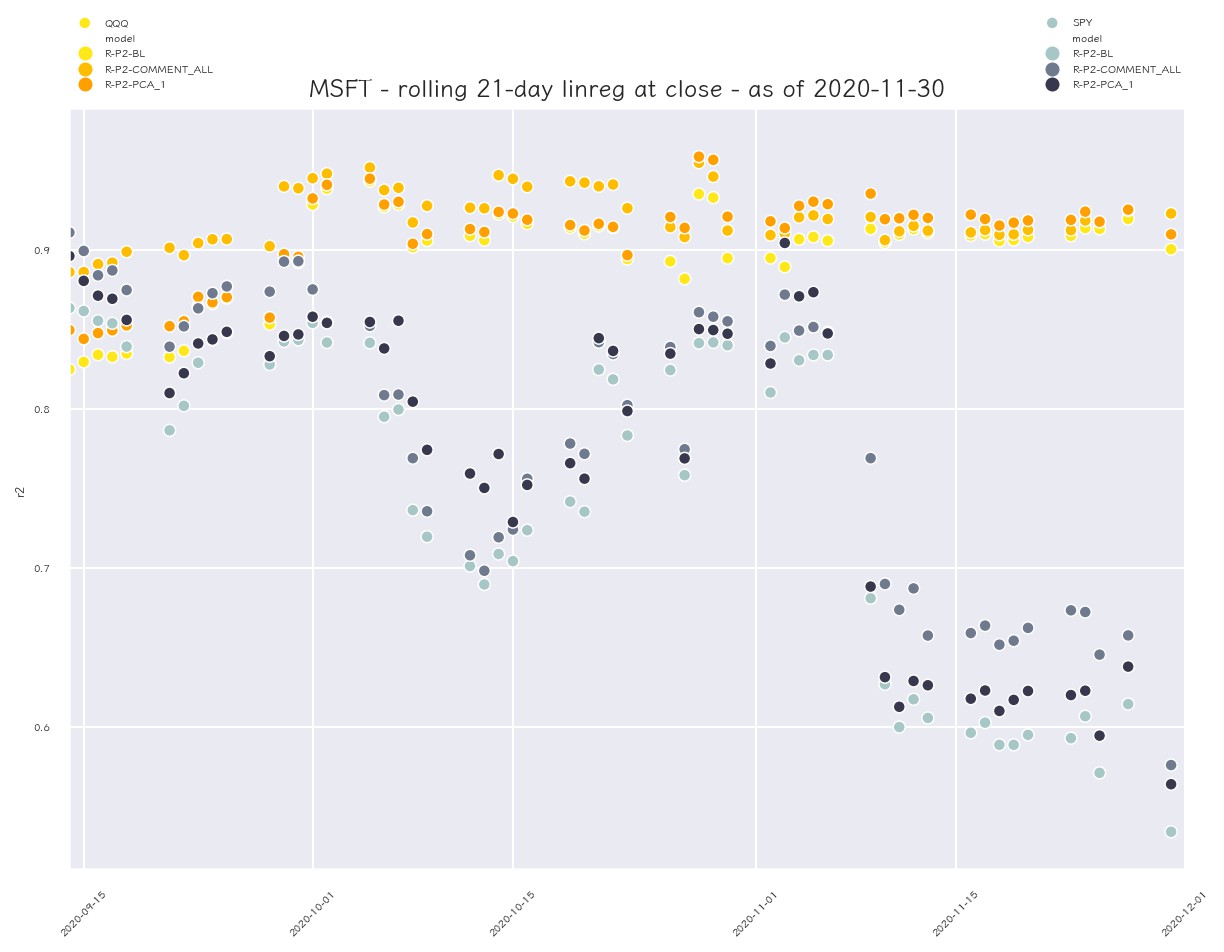 QQQ
model
R-P2-BL
R-P2-COMMENT_ALL
R-P2-PCA_1
SPY
model
R-P2-BL
R-P2-COMMENT_ALL
R-P2-PCA_1
MSFT - rolling 21-day linreg at close - as of 2020-11-30
0.9
0.8
r2
0.7
0.6
2020-09-15
2020-10-01
2020-10-15
2020-11-01
2020-11-15
2020-12-01